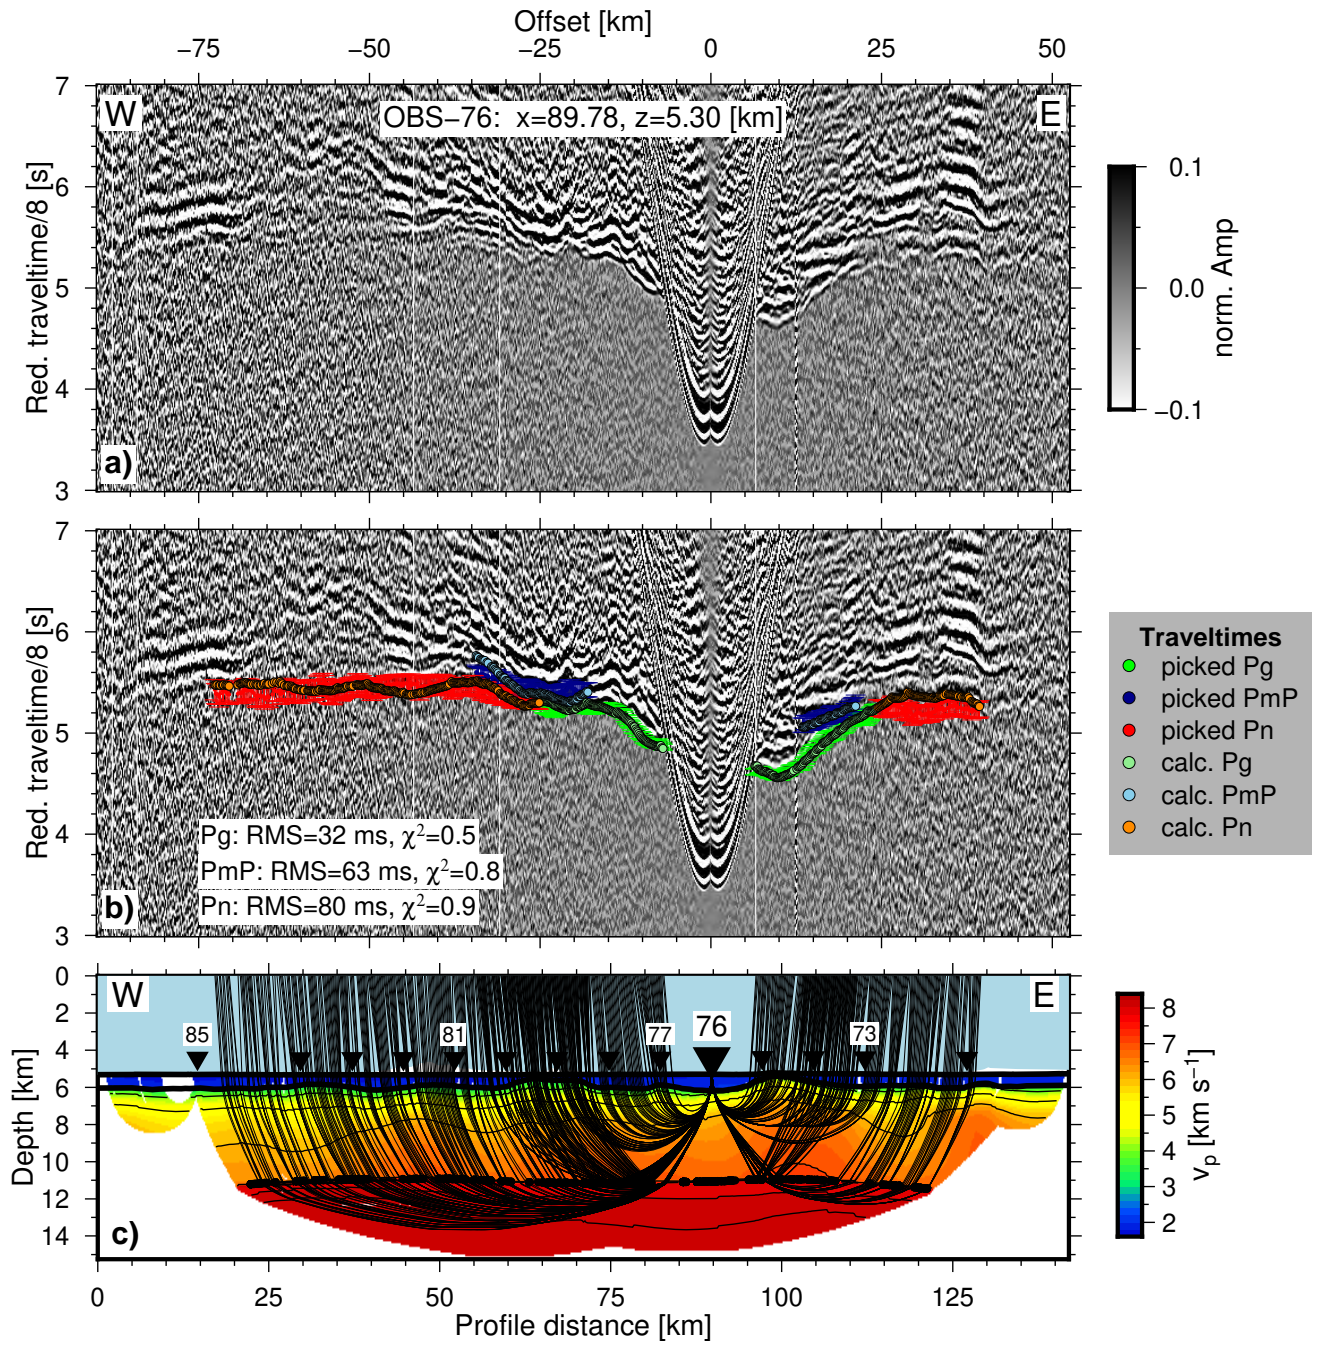 Offset [km]
−75 −50 −25 0 25 50
7
6
5
4
3
Red. traveltime/8 [s]
W
OBS−76: x=89.78, z=5.30 [km]
E
a)
0.1
0.0
−0.1
norm. Amp
7
6
5
4
3
Red. traveltime/8 [s]
Pg: RMS=32 ms, χ²=0.5
PmP: RMS=63 ms, χ²=0.8
Pn: RMS=80 ms, χ²=0.9
b)
Traveltimes
picked Pg
picked PmP
picked Pn
calc. Pg
calc. PmP
calc. Pn
0
2
4
6
8
10
12
14
Depth [km]
W
E
85 81 77 76 73
c)
8
7
6
5
4
3
2
vp [km s−1]
0 25 50 75 100 125
Profile distance [km]